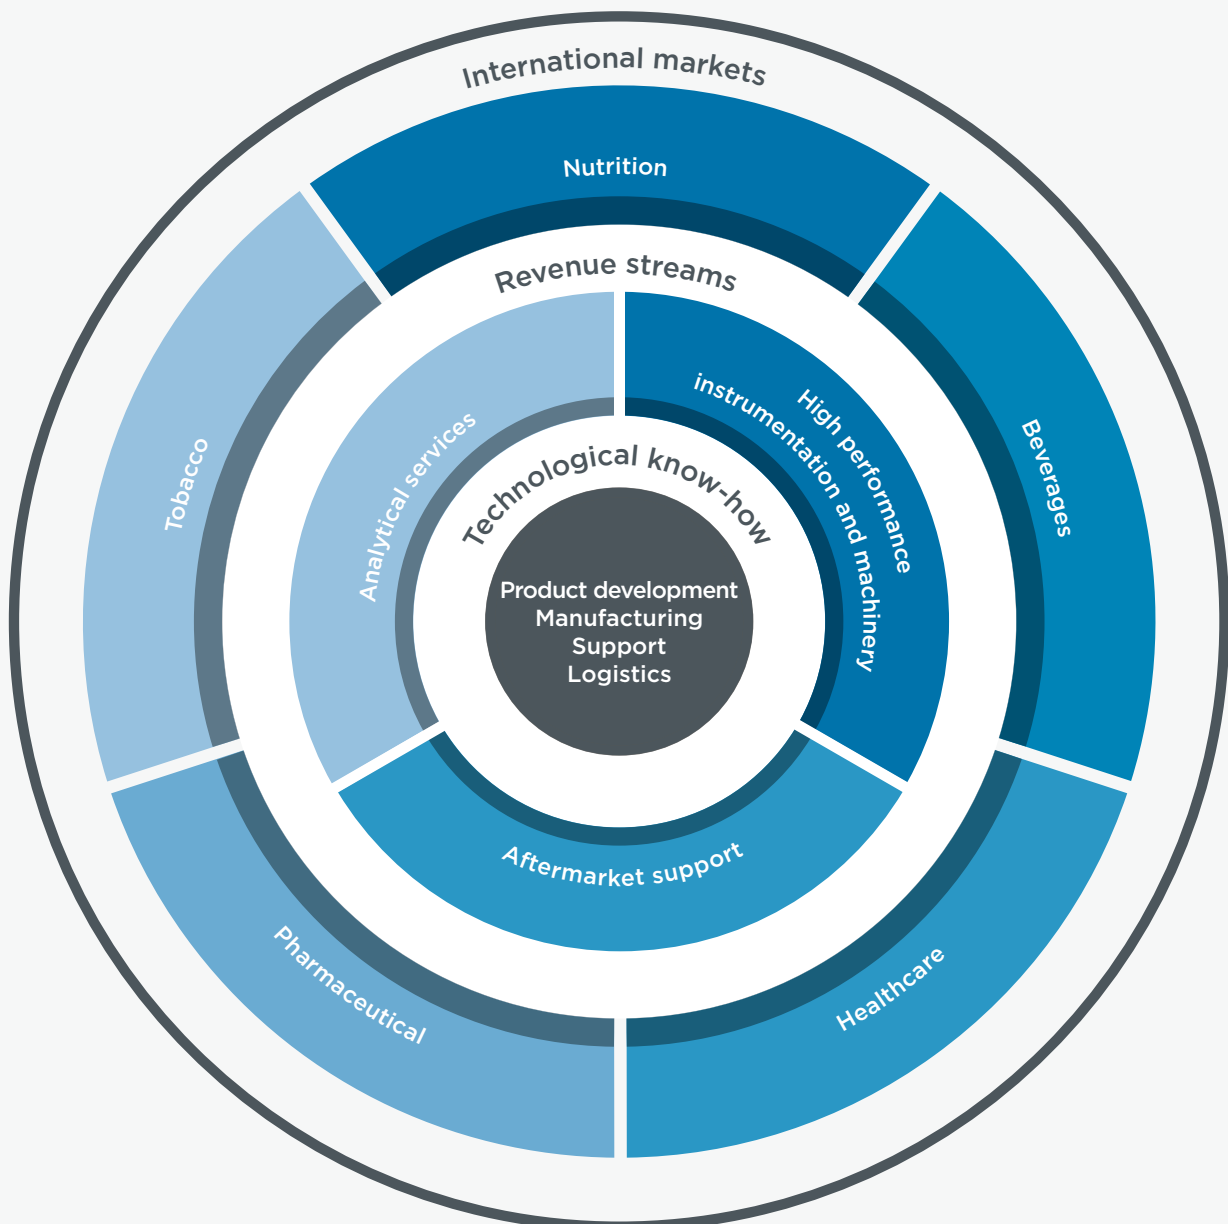 International markets
Nutrition
Beverages
Healthcare
Pharmaceutical
Tobacco
Revenue streams
High performance
instrumentation and machinery
Aftermarket support
Analytical services
Technological know-how
Product development
Manufacturing
Support
Logistics